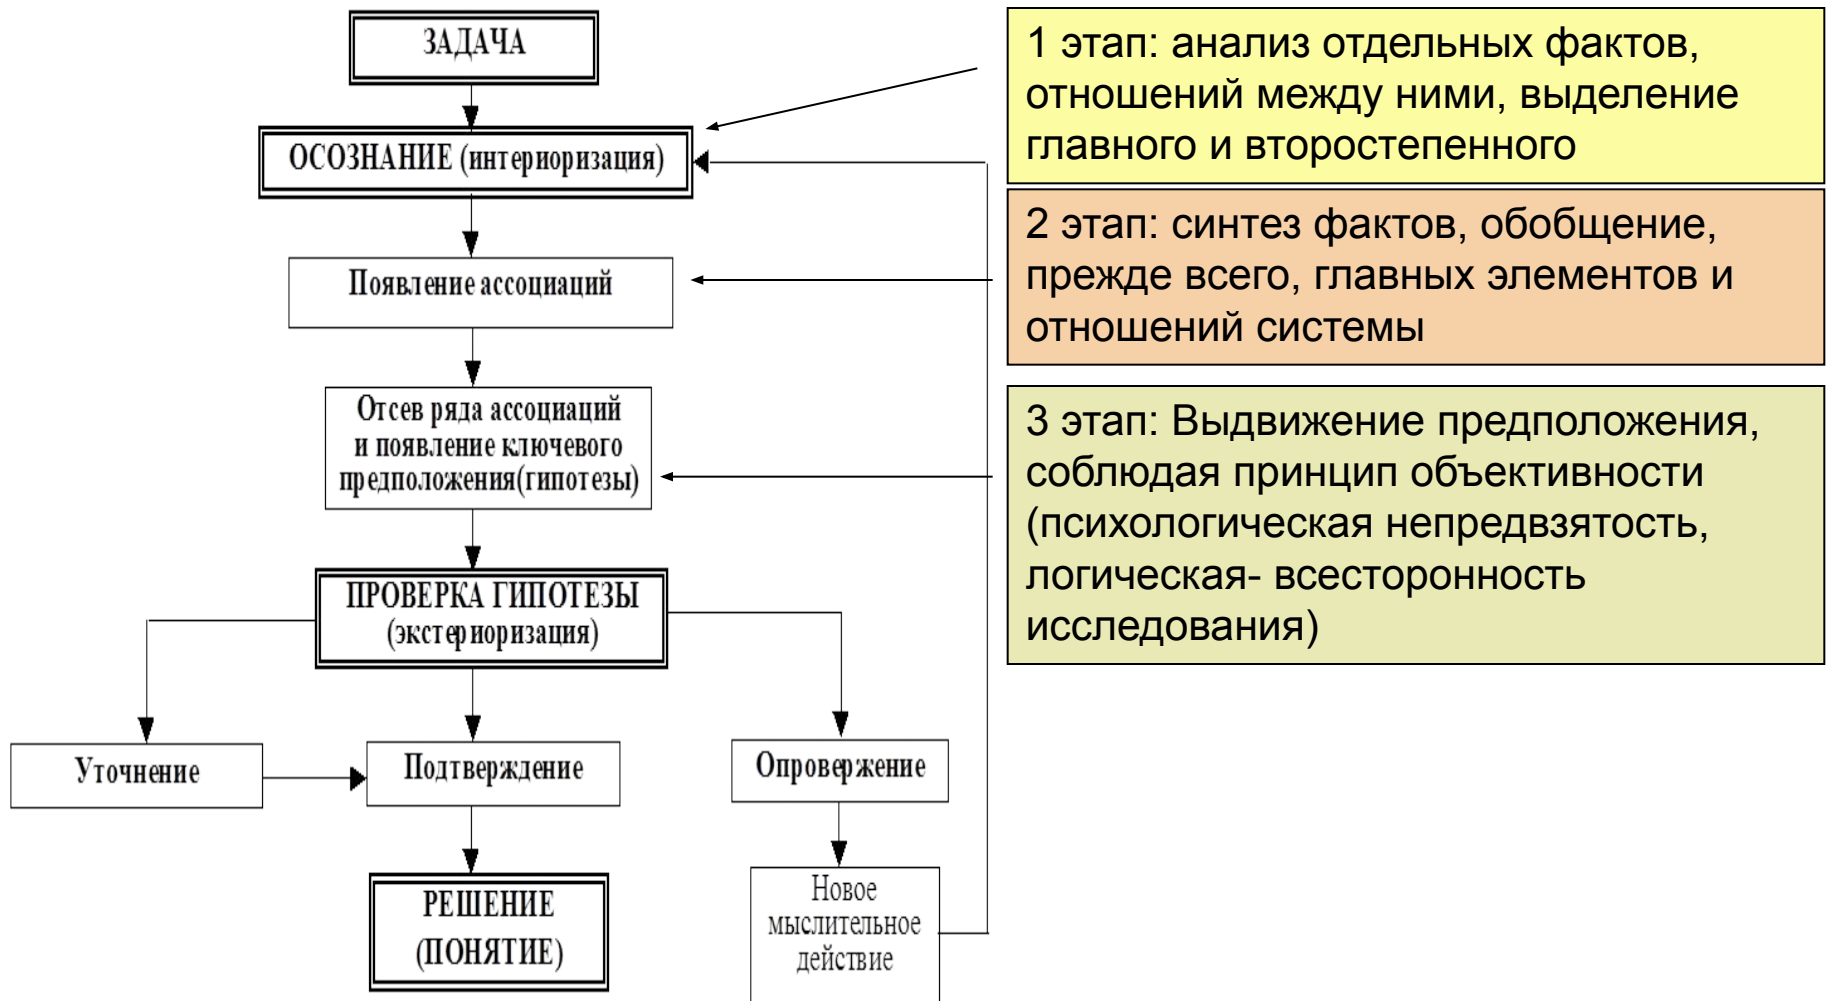 ЗАДАЧА
ОСОЗНАНИЕ (интериоризация)
Появление ассоциаций
Отсев ряда ассоциаций
и появление ключевого
предположения(гипотезы)
ПРОВЕРКА ГИПОТЕЗЫ
(экстериоризация)
Уточнение
Подтверждение
Опровержение
РЕШЕНИЕ
(ПОНЯТИЕ)
Новое
мыслительное
действие
1 этап: анализ отдельных фактов,
отношений между ними, выделение
главного и второстепенного
2 этап: синтез фактов, обобщение,
прежде всего, главных элементов и
отношений системы
3 этап: Выдвижение предположения,
соблюдая принцип объективности
(психологическая непредвзятость,
логическая- всесторонность
исследования)